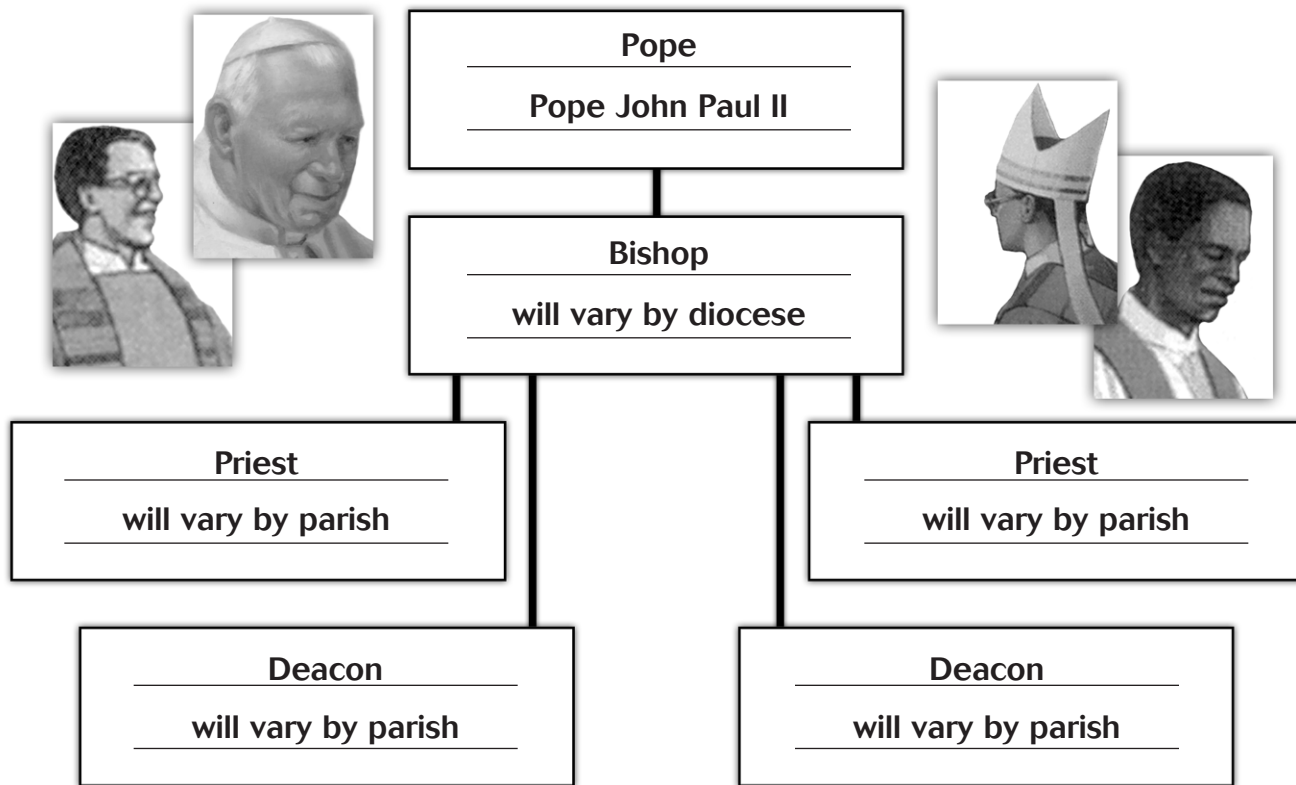 Pope
Pope John Paul II
Bishop
will vary by diocese
Priest
will vary by parish
Priest
will vary by parish
Deacon
will vary by parish
Deacon
will vary by parish